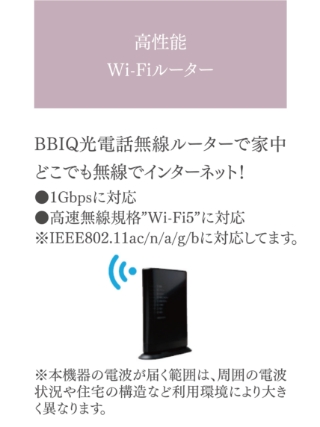 高性能
Wi-Fiルーター
BBIQ光電話無線ルーターで家中
どこでも無線でインターネット!
●1Gbpsに対応
●高速無線規格"Wi-Fi5"に対応
※IEEE802.11ac/n/a/g/bに対応してます。
※本機器の電波が届く範囲は、周囲の電波
状況や住宅の構造など利用環境により大き
く異なります。